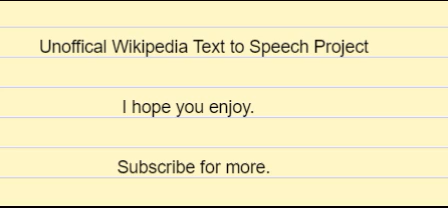 Unoffical Wikipedia Text to Speech Project
I hope you enjoy.
Subscribe for more.